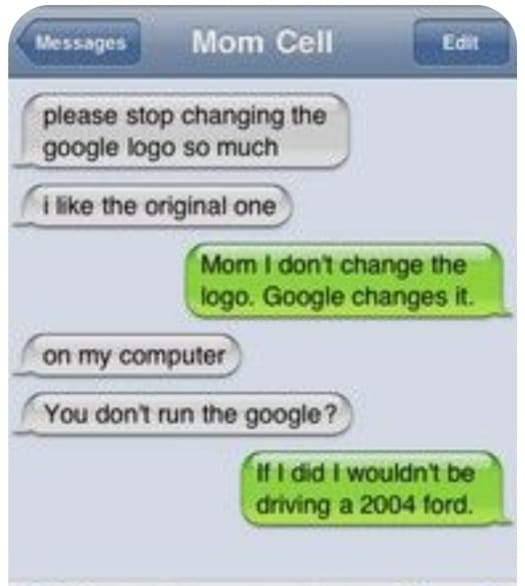 Messages
Mom Cell
Edit
please stop changing the
google logo so much
i like the original one
Mom I don't change the
logo. Google changes it.
on my computer
You don't run the google?
If I did I wouldn't be
driving a 2004 ford.